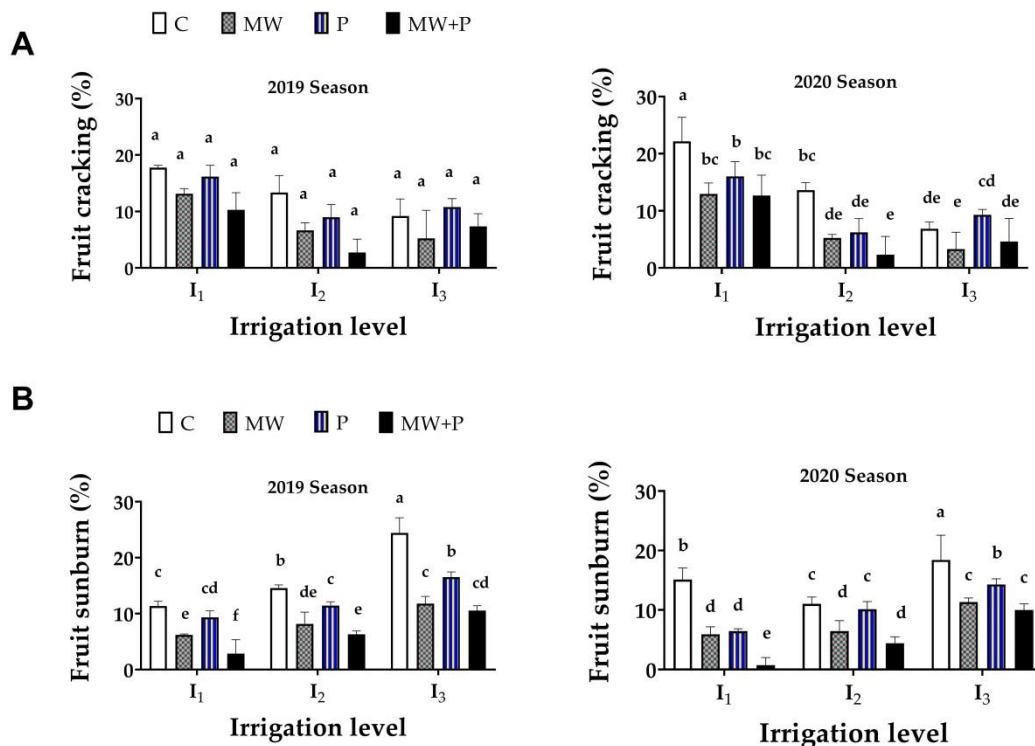 A
C MW P MW+P
2019 Season
Fruit cracking (%)
30
20
10
0
a a a a a a a a a a a a
I1 I2 I3
Irrigation level
2020 Season
Fruit cracking (%)
30
20
10
0
a bc b bc bc de de e de e cd de
I1 I2 I3
Irrigation level
B
C MW P MW+P
2019 Season
Fruit sunburn (%)
30
20
10
0
c e cd f b de c e a c b cd
I1 I2 I3
Irrigation level
2020 Season
Fruit sunburn (%)
30
20
10
0
b d d e c d c d a c b c
I1 I2 I3
Irrigation level